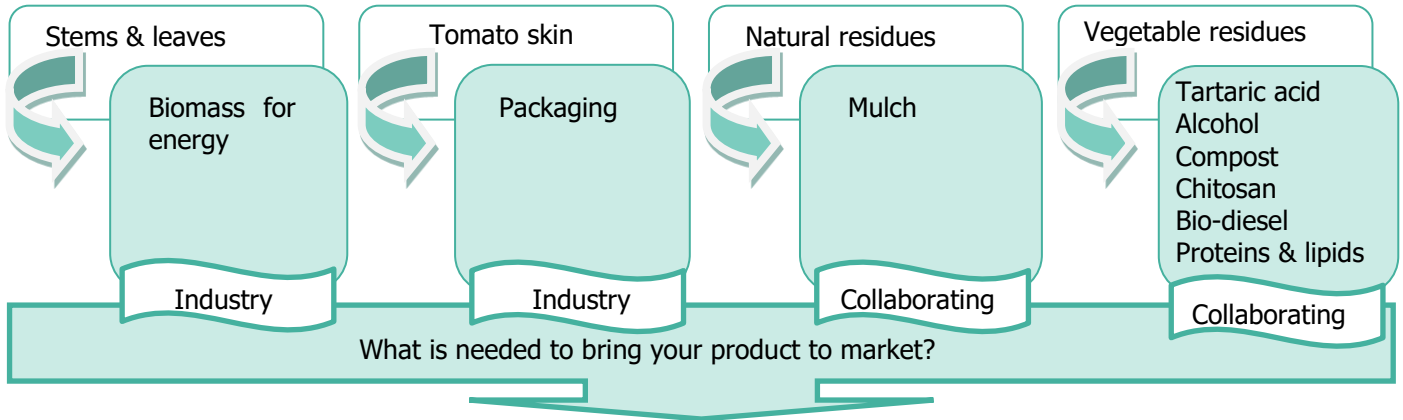 Stems & leaves
Biomass for
energy
Industry
Tomato skin
Packaging
Industry
Natural residues
Mulch
Collaborating
Vegetable residues
Tartaric acid
Alcohol
Compost
Chitosan
Bio-diesel
Proteins & lipids
Collaborating
What is needed to bring your product to market?